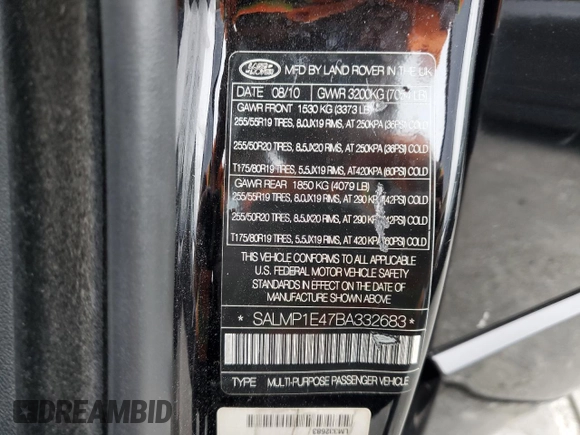 LAND ROVER
MFD BY LAND ROVER IN THE UK
DATE 08/10 GWVR 3200KG
GAWR FRONT 1530 KG (3373 LB)
255/55R19 TIRES, 8.0JX19 RIMS, AT 250KPA (36PSI) COLD
255/50R20 TIRES, 8.5JX20 RIMS, AT 250KPA (36PSI) COLD
T175/80R19 TIRES, 5.5JX19 RIMS, AT 420KPA (60PSI) COLD
GAWR REAR 1850 KG (4079 LB)
255/55R19 TIRES, 8.0JX19 RIMS, AT 290 (42PSI) COLD
255/50R20 TIRES, 8.5JX20 RIMS, AT 290 COLD
T175/80R19 TIRES, 5.5JX19 RIMS, AT 420 KPA (60PSI) COLD
THIS VEHICLE CONFORMS TO ALL APPLICABLE
U.S. FEDERAL MOTOR VEHICLE SAFETY
STANDARDS IN EFFECT ON THE DATE OF
MANUFACTURE SHOWN ABOVE.
* SALMP1E47BA332683 *
TYPE MULTI-PURPOSE PASSENGER VEHICLE
DREAMBID